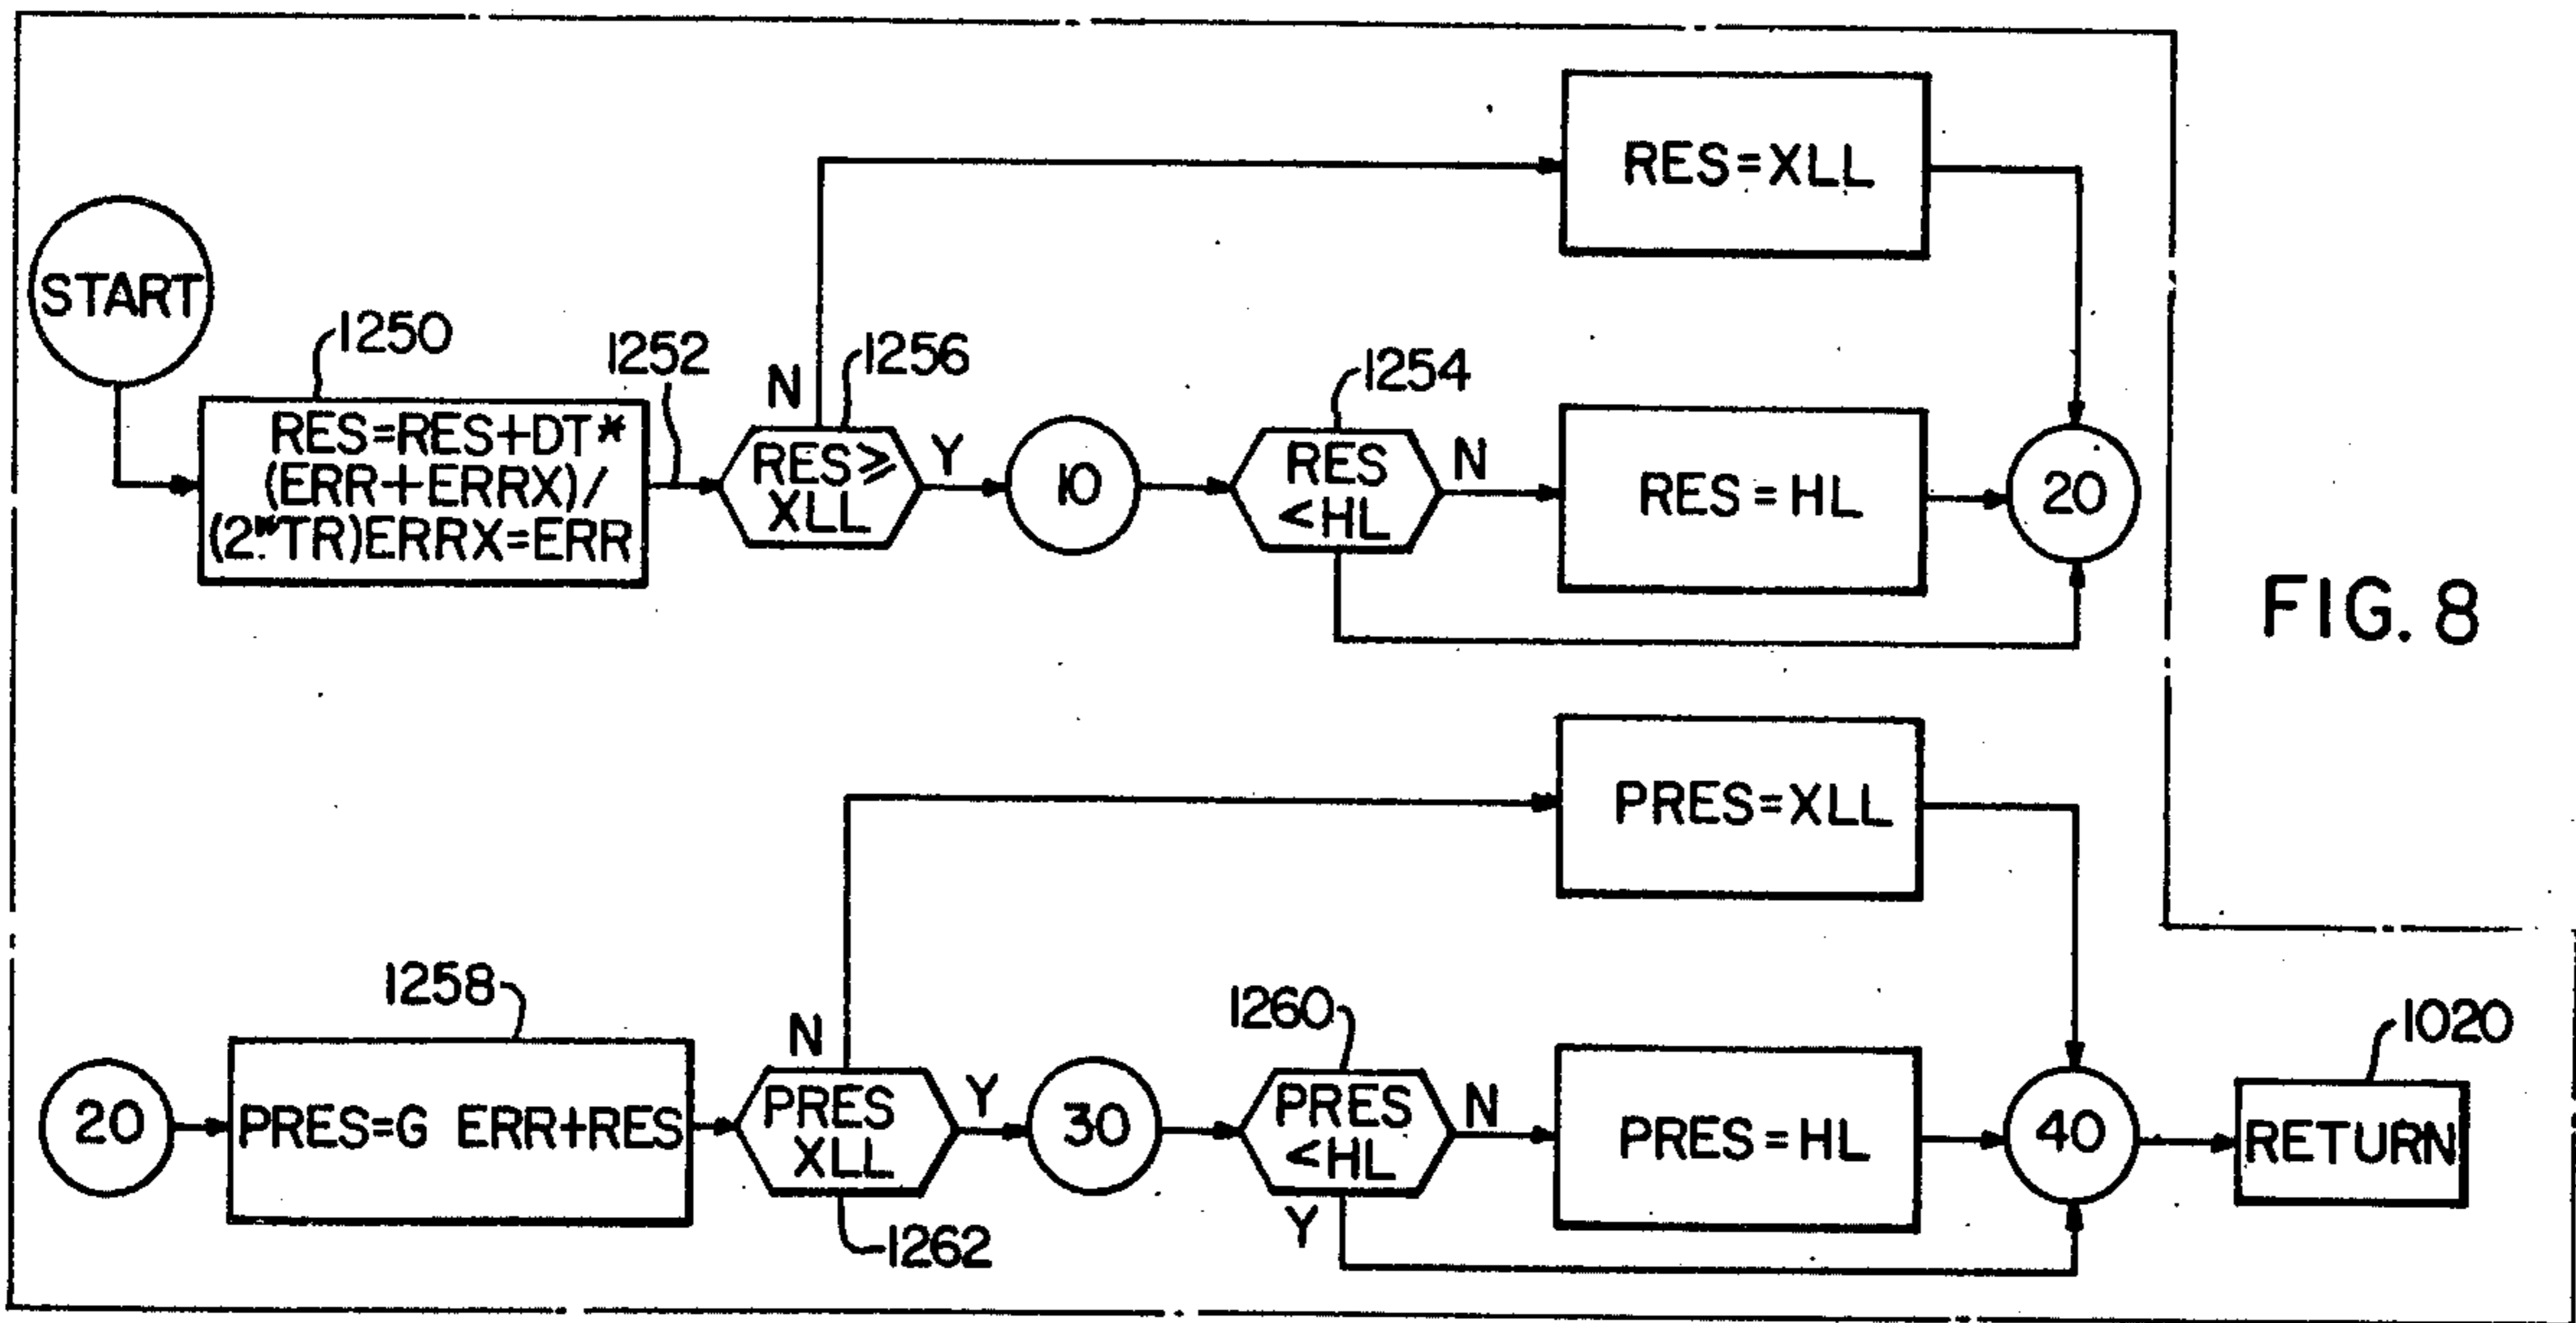 RES=XLL
START
1250
1252
N
1256
1254
RES=RES+DT*
(ERR+ERRX)/
(2.*TR)ERRX=ERR
RES≥
XLL
Y
10
RES
<HL
N
RES=HL
20
FIG. 8
PRES=XLL
1258
N
1260
1020
20
PRES=G ERR+RES
PRES
XLL
Y
30
PRES
<HL
N
PRES=HL
40
RETURN
1262
Y